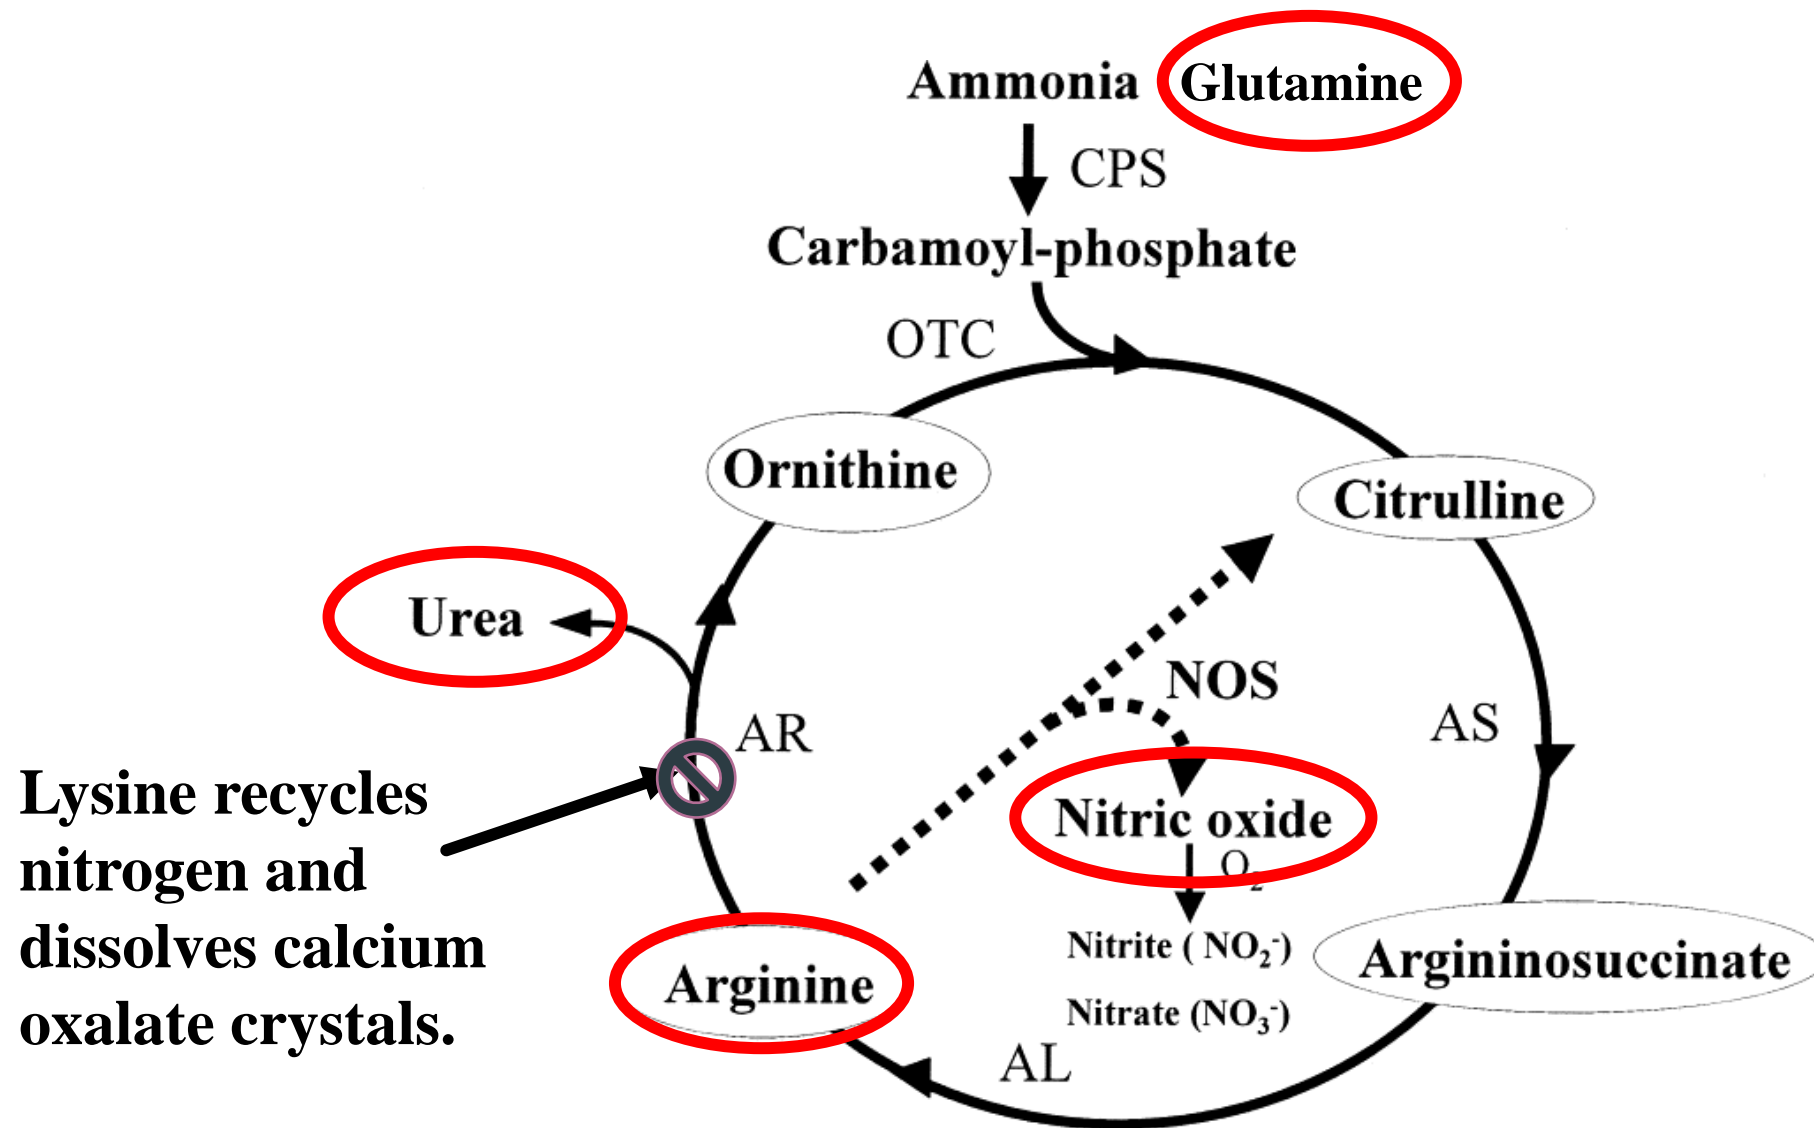 Ammonia Glutamine
CPS
Carbamoyl-phosphate
OTC
Ornithine
Citrulline
Urea
NOS
AR
AS
Lysine recycles
nitrogen and
dissolves calcium
oxalate crystals.
Nitric oxide
O₂
Nitrite ( NO₂⁻)
Nitrate (NO₃⁻)
Argininosuccinate
Arginine
AL